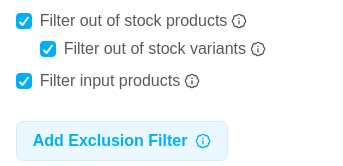 Filter out of stock products
Filter out of stock variants
Filter input products
Add Exclusion Filter